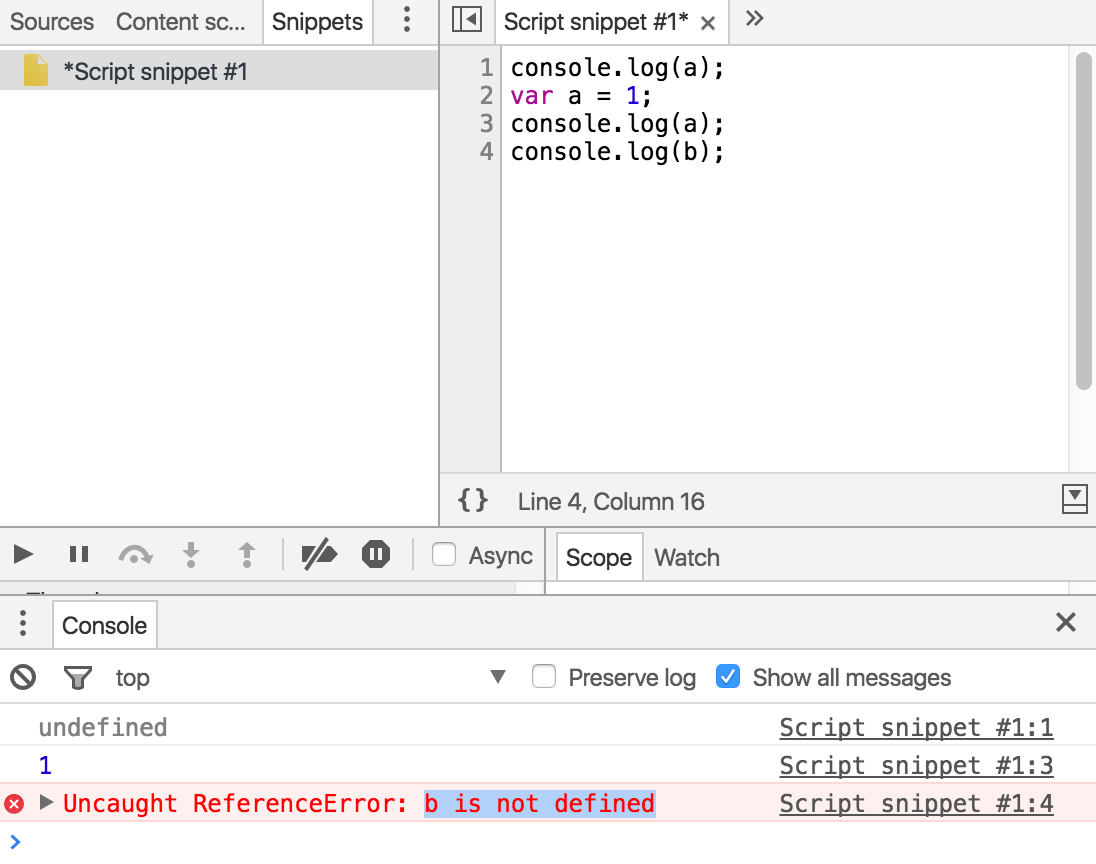 Sources Content sc... Snippets
Script snippet #1* ×
*Script snippet #1
1 console.log(a);
2 var a = 1;
3 console.log(a);
4 console.log(b);
{} Line 4, Column 16
Async
Scope Watch
Console
top Preserve log Show all messages
undefined Script snippet #1:1
1 Script snippet #1:3
Uncaught ReferenceError: b is not defined Script snippet #1:4